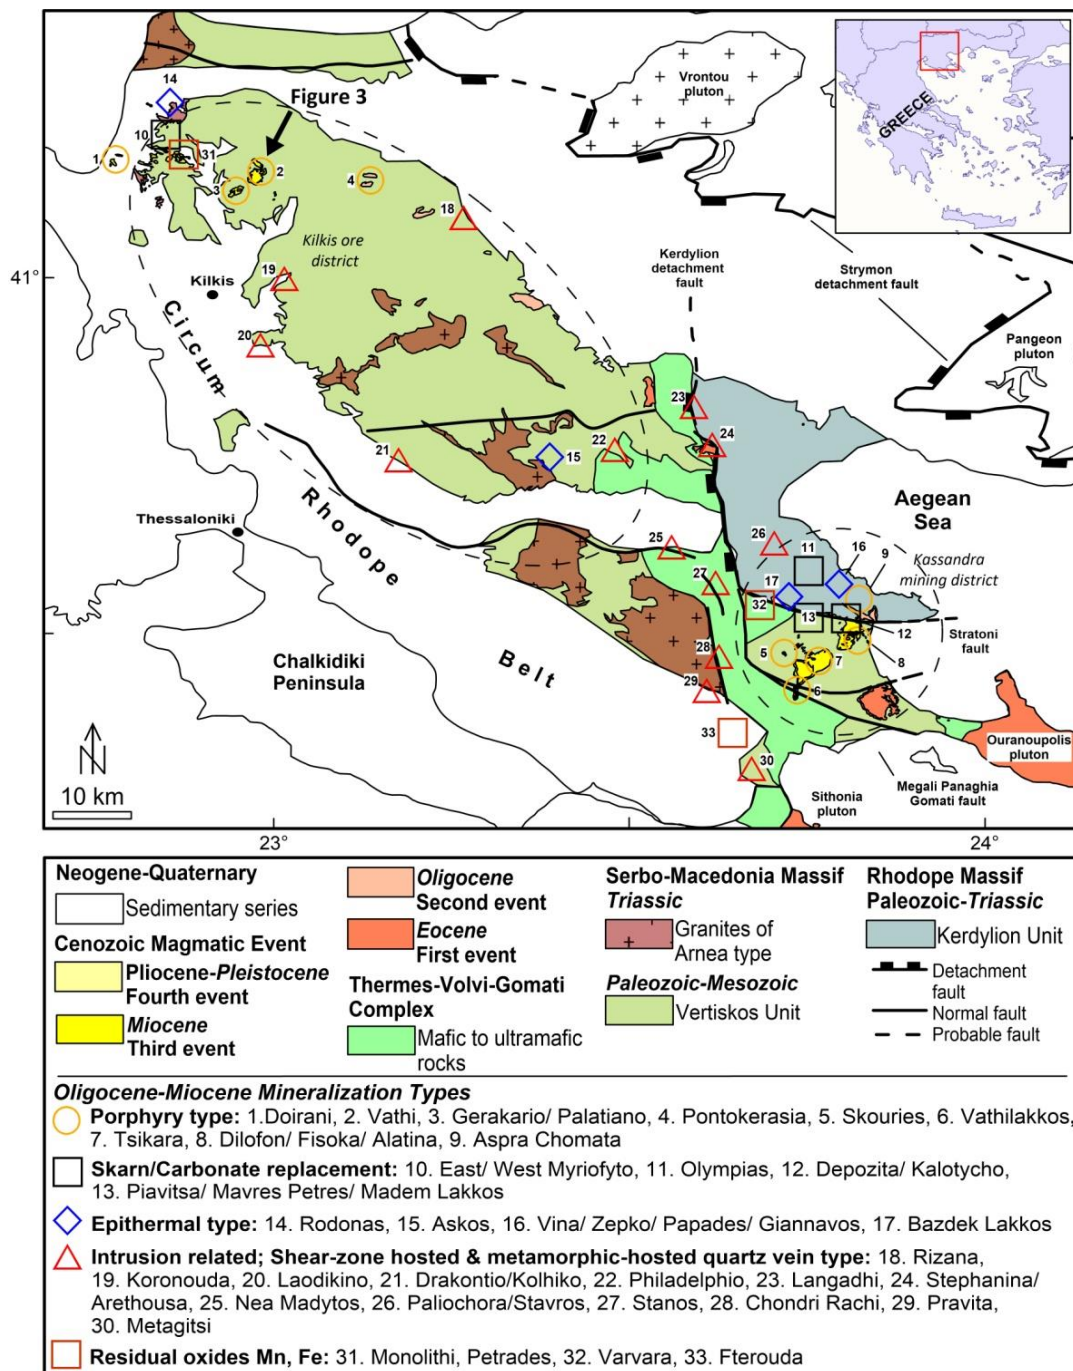 Figure 3
Vrontou
pluton
GREECE
14
10
31
1
2
3
4
18
Kilkis ore
district
Kerdylion
detachment
fault
Strymon
detachment fault
41°
Kilkis
19
20
Pangeon
pluton
Circum
23
24
22
21
15
Rhodope
Thessaloniki
Aegean
Sea
25
26
11
16
9
Kassandra
mining district
27
17
32
13
12
Stratoni
fault
Belt
28
5
7
8
Chalkidiki
Peninsula
29
6
33
Ouranoupolis
pluton
30
Megali Panaghia
Gomati fault
Sithonia
pluton
N
10 km
23°
24°
Neogene-Quaternary
Sedimentary series
Cenozoic Magmatic Event
Pliocene-Pleistocene
Fourth event
Miocene
Third event
Oligocene
Second event
Eocene
First event
Thermes-Volvi-Gomati
Complex
Mafic to ultramafic
rocks
Serbo-Macedonia Massif
Triassic
Granites of
Arnea type
Paleozoic-Mesozoic
Vertiskos Unit
Rhodope Massif
Paleozoic-Triassic
Kerdylion Unit
Detachment
fault
Normal fault
Probable fault
Oligocene-Miocene Mineralization Types
Porphyry type: 1.Doirani, 2. Vathi, 3. Gerakario/ Palatiano, 4. Pontokerasia, 5. Skouries, 6. Vathilakkos,
7. Tsikara, 8. Dilofon/ Fisoka/ Alatina, 9. Aspra Chomata
Skarn/Carbonate replacement: 10. East/ West Myriofyto, 11. Olympias, 12. Depozita/ Kalotycho,
13. Piavitsa/ Mavres Petres/ Madem Lakkos
Epithermal type: 14. Rodonas, 15. Askos, 16. Vina/ Zepko/ Papades/ Giannavos, 17. Bazdek Lakkos
Intrusion related; Shear-zone hosted & metamorphic-hosted quartz vein type: 18. Rizana,
19. Koronouda, 20. Laodikino, 21. Drakontio/Kolhiko, 22. Philadelphio, 23. Langadhi, 24. Stephanina/
Arethousa, 25. Nea Madytos, 26. Paliochora/Stavros, 27. Stanos, 28. Chondri Rachi, 29. Pravita,
30. Metagitsi
Residual oxides Mn, Fe: 31. Monolithi, Petrades, 32. Varvara, 33. Fterouda